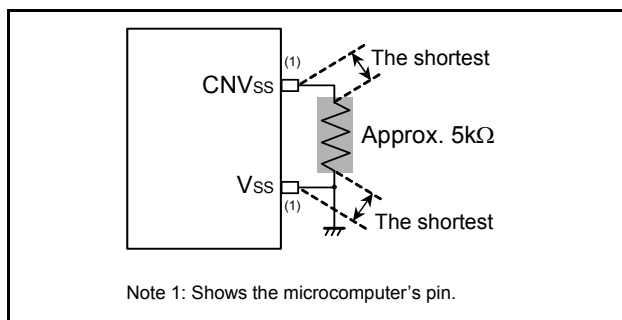 (1)
The shortest
CNVSS
Approx. 5kΩ
VSS
(1)
The shortest
Note 1: Shows the microcomputer's pin.